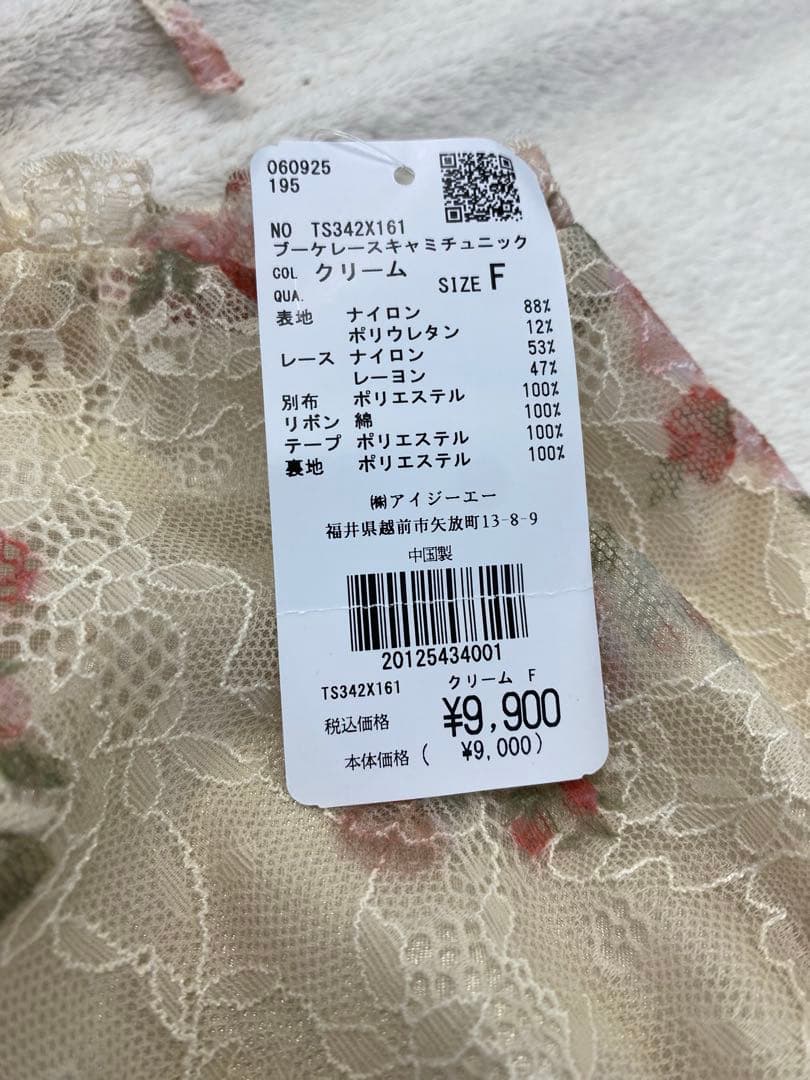 060925
195
NO TS342X161
ブーケレースキャミチュニック
COL クリーム SIZE F
QUA.
表地 ナイロン 88%
ポリウレタン 12%
レース ナイロン 53%
レーヨン 47%
別布 ポリエステル 100%
リボン 綿 100%
テープ ポリエステル 100%
裏地 ポリエステル 100%
㈱アイジーエー
福井県越前市矢放町13-8-9
中国製
20125434001
TS342X161 クリーム F
税込価格 ¥9,900
本体価格 ( ¥9,000)